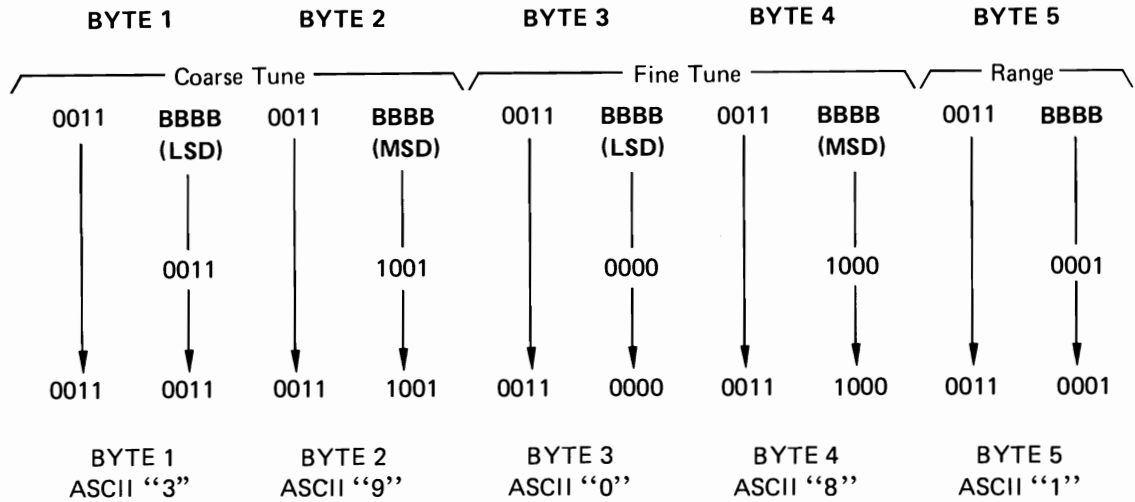 BYTE 1 BYTE 2 BYTE 3 BYTE 4 BYTE 5
Coarse Tune Fine Tune Range
0011 BBBB 0011 BBBB 0011 BBBB 0011 BBBB 0011 BBBB
(LSD) (MSD) (LSD) (MSD)
0011 1001 0000 1000 0001
0011 0011 0011 1001 0011 0000 0011 1000 0011 0001
BYTE 1 BYTE 2 BYTE 3 BYTE 4 BYTE 5
ASCII “3” ASCII “9” ASCII “0” ASCII “8” ASCII “1”